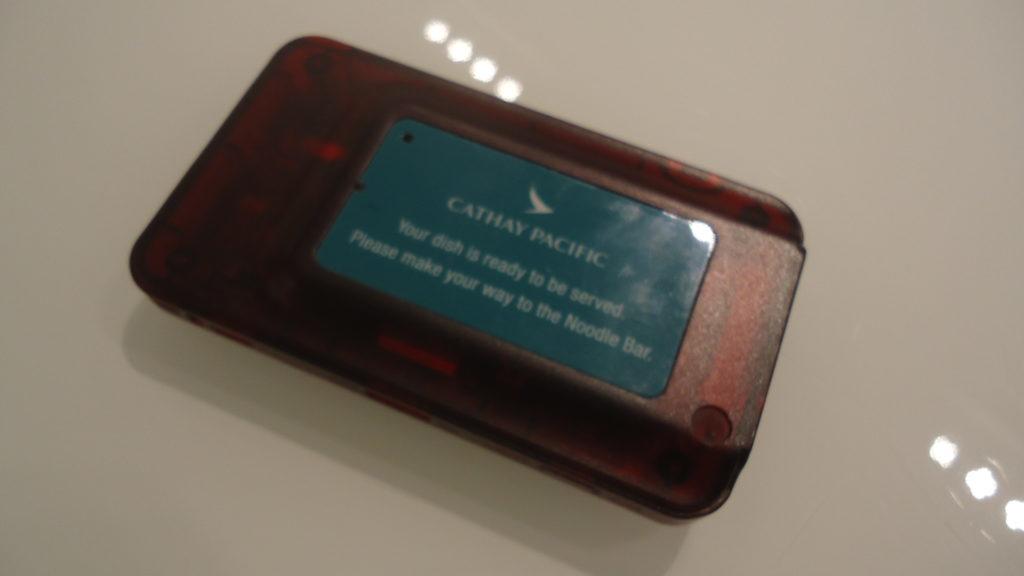 CATHAY PACIFIC
Your dish is ready to be served.
Please make your way to the Noodle Bar.